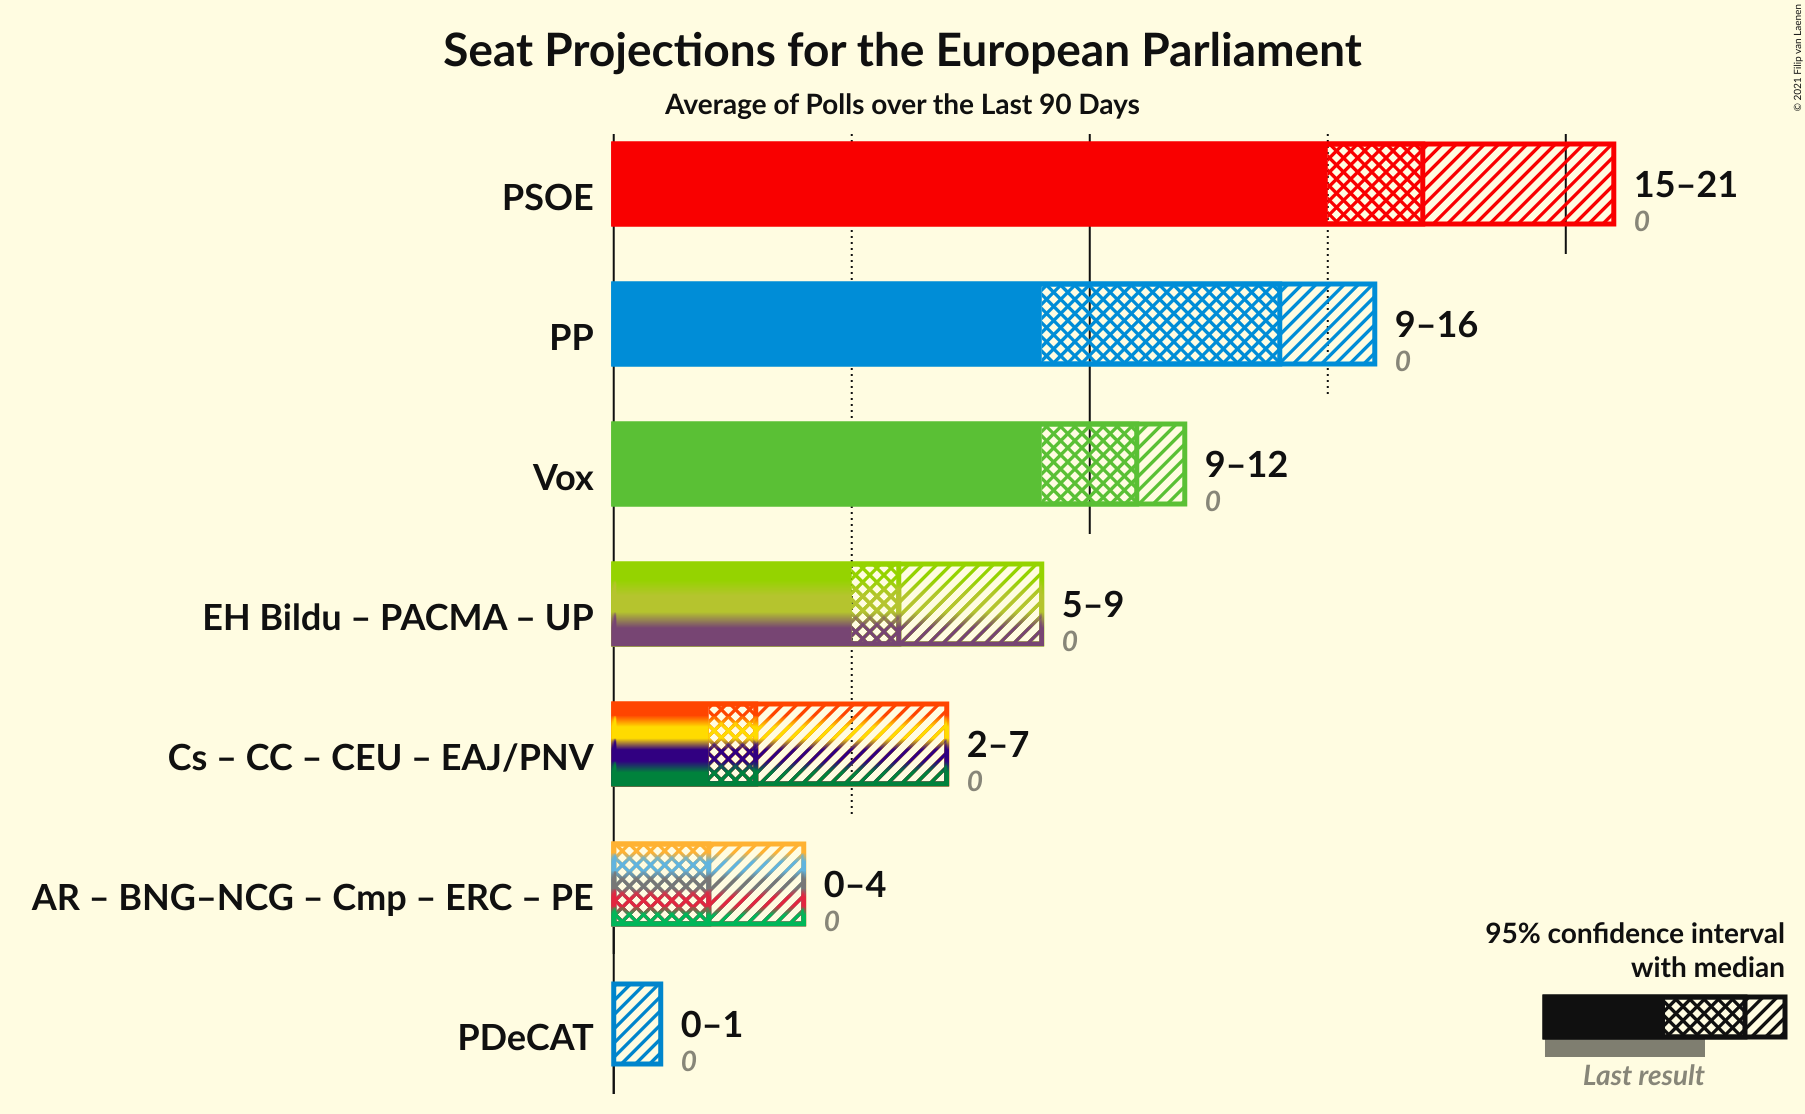 Seat Projections for the European Parliament
Average of Polls over the Last 90 Days
© 2021 Filip van Laenen
PSOE
15–21
0
PP
9–16
0
Vox
9–12
0
EH Bildu – PACMA – UP
5–9
0
Cs – CC – CEU – EAJ/PNV
2–7
0
AR – BNG–NCG – Cmp – ERC – PE
0–4
0
PDeCAT
0–1
0
95% confidence interval
with median
Last result